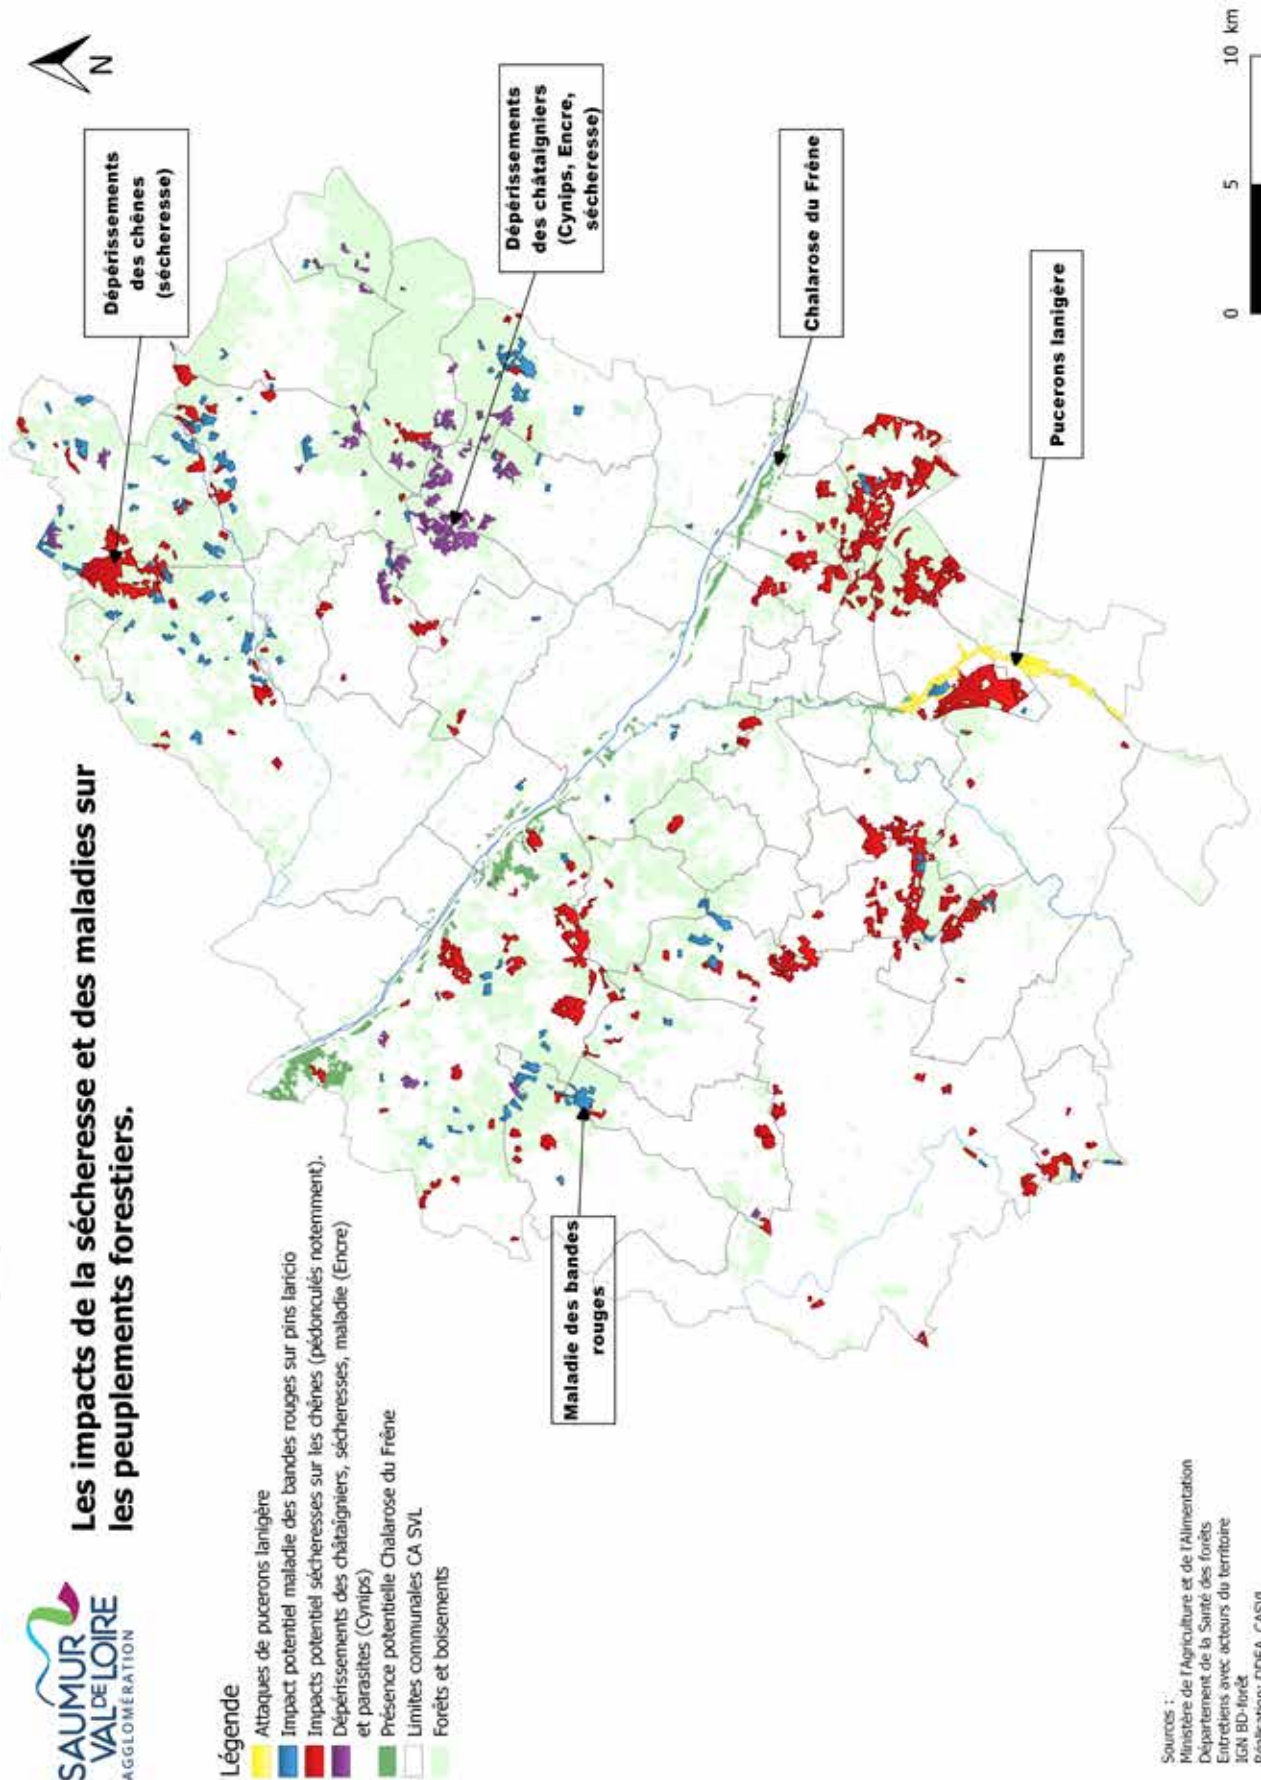 SAUMUR
VAL DE LOIRE
AGGLOMÉRATION
Les impacts de la sécheresse et des maladies sur
les peuplements forestiers.
N
Légende
Attaques de pucerons lanigère
Impact potentiel maladie des bandes rouges sur pins laricio
Impacts potentiel sécheresses sur les chênes (pédonculés notemment).
Dépérissements des châtaigniers, sécheresses, maladie (Encre)
et parasites (Cynips)
Présence potentielle Chalarose du Frêne
Limites communales CA SVL
Forêts et boisements
Dépérissements
des chênes
(sécheresse)
Dépérissements
des châtaigniers
(Cynips, Encre,
sécheresse)
Chalarose du Frêne
Pucerons lanigère
Maladie des bandes
rouges
Sources :
Ministère de l'Agriculture et de l'Alimentation
Département de la Santé des forêts
Entretiens avec acteurs du territoire
IGN BD-forêt
0 5 10 km